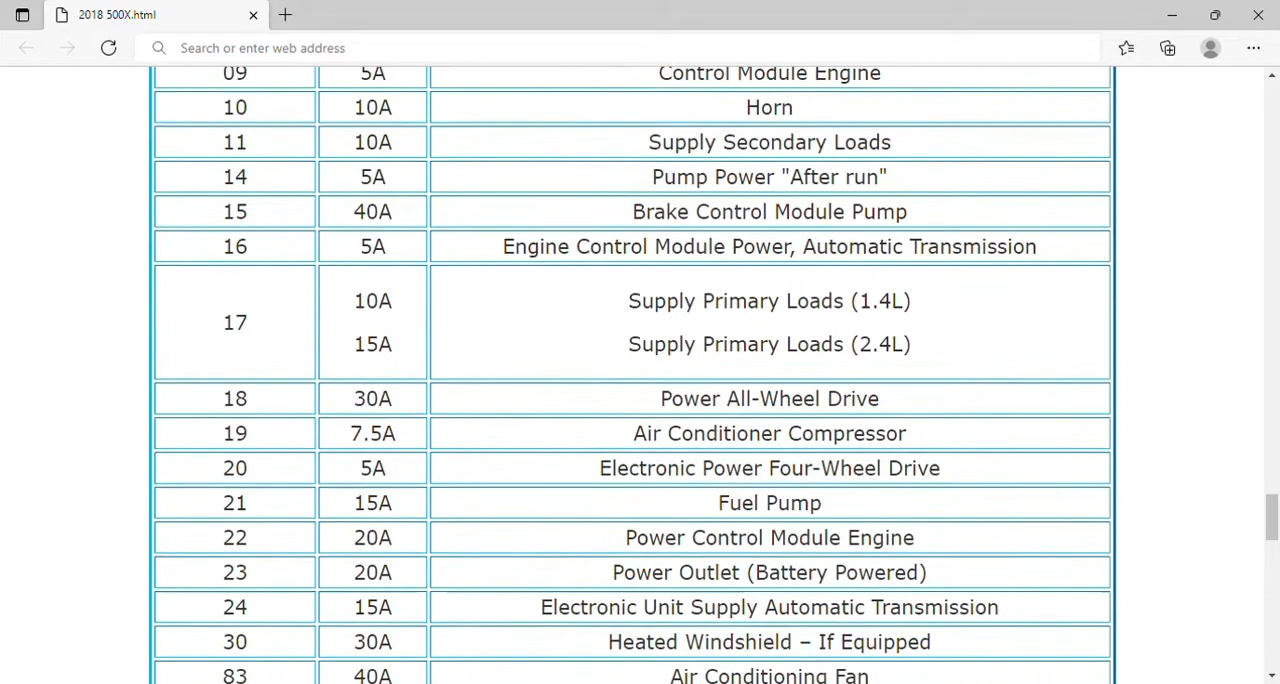 2018 500X.html
Search or enter web address
09 5A Control Module Engine
10 10A Horn
11 10A Supply Secondary Loads
14 5A Pump Power "After run"
15 40A Brake Control Module Pump
16 5A Engine Control Module Power, Automatic Transmission
10A Supply Primary Loads (1.4L)
17
15A Supply Primary Loads (2.4L)
18 30A Power All-Wheel Drive
19 7.5A Air Conditioner Compressor
20 5A Electronic Power Four-Wheel Drive
21 15A Fuel Pump
22 20A Power Control Module Engine
23 20A Power Outlet (Battery Powered)
24 15A Electronic Unit Supply Automatic Transmission
30 30A Heated Windshield – If Equipped
83 40A Air Conditioning Fan